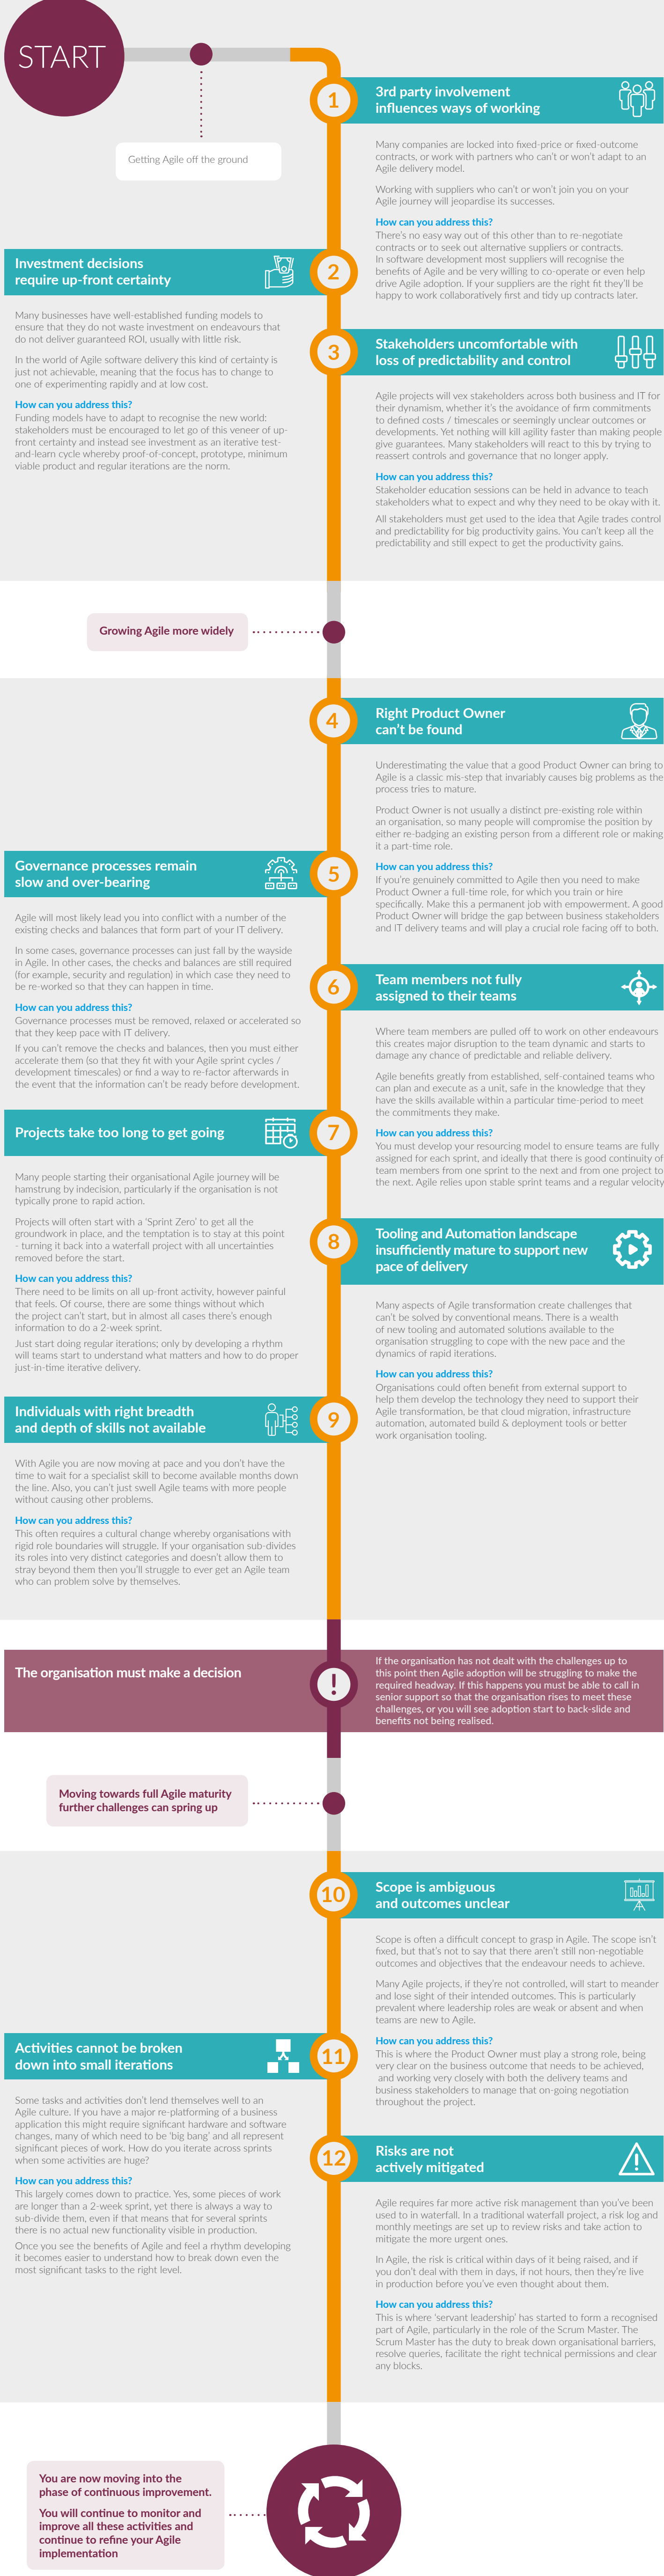 START
Getting Agile off the ground
1
3rd party involvement
influences ways of working
Many companies are locked into fixed-price or fixed-outcome
contracts, or work with partners who can't or won't adapt to an
Agile delivery model.
Working with suppliers who can't or won't join you on your
Agile journey will jeopardise its successes.
How can you address this?
There's no easy way out of this other than to re-negotiate
contracts or to seek out alternative suppliers or contracts.
In software development most suppliers will recognise the
benefits of Agile and be very willing to co-operate or even help
drive Agile adoption. If your suppliers are the right fit they'll be
happy to work collaboratively first and tidy up contracts later.
2
Investment decisions
require up-front certainty
Many businesses have well-established funding models to
ensure that they do not waste investment on endeavours that
do not deliver guaranteed ROI, usually with little risk.
In the world of Agile software delivery this kind of certainty is
just not achievable, meaning that the focus has to change to
one of experimenting rapidly and at low cost.
How can you address this?
Funding models have to adapt to recognise the new world:
stakeholders must be encouraged to let go of this veneer of up-
front certainty and instead see investment as an iterative test-
and-learn cycle whereby proof-of-concept, prototype, minimum
viable product and regular iterations are the norm.
3
Stakeholders uncomfortable with
loss of predictability and control
Agile projects will vex stakeholders across both business and IT for
their dynamism, whether it's the avoidance of firm commitments
to defined costs / timescales or seemingly unclear outcomes or
developments. Yet nothing will kill agility faster than making people
give guarantees. Many stakeholders will react to this by trying to
reassert controls and governance that no longer apply.
How can you address this?
Stakeholder education sessions can be held in advance to teach
stakeholders what to expect and why they need to be okay with it.
All stakeholders must get used to the idea that Agile trades control
and predictability for big productivity gains. You can't keep all the
predictability and still expect to get the productivity gains.
Growing Agile more widely
4
Right Product Owner
can't be found
Underestimating the value that a good Product Owner can bring to
Agile is a classic mis-step that invariably causes big problems as the
process tries to mature.
Product Owner is not usually a distinct pre-existing role within
an organisation, so many people will compromise the position by
either re-badging an existing person from a different role or making
it a part-time role.
How can you address this?
If you're genuinely committed to Agile then you need to make
Product Owner a full-time role, for which you train or hire
specifically. Make this a permanent job with empowerment. A good
Product Owner will bridge the gap between business stakeholders
and IT delivery teams and will play a crucial role facing off to both.
5
Governance processes remain
slow and over-bearing
Agile will most likely lead you into conflict with a number of the
existing checks and balances that form part of your IT delivery.
In some cases, governance processes can just fall by the wayside
in Agile. In other cases, the checks and balances are still required
(for example, security and regulation) in which case they need to
be re-worked so that they can happen in time.
How can you address this?
Governance processes must be removed, relaxed or accelerated so
that they keep pace with IT delivery.
If you can't remove the checks and balances, then you must either
accelerate them (so that they fit with your Agile sprint cycles /
development timescales) or find a way to re-factor afterwards in
the event that the information can't be ready before development.
6
Team members not fully
assigned to their teams
Where team members are pulled off to work on other endeavours
this creates major disruption to the team dynamic and starts to
damage any chance of predictable and reliable delivery.
Agile benefits greatly from established, self-contained teams who
can plan and execute as a unit, safe in the knowledge that they
have the skills available within a particular time-period to meet
the commitments they make.
How can you address this?
You must develop your resourcing model to ensure teams are fully
assigned for each sprint, and ideally that there is good continuity of
team members from one sprint to the next and from one project to
the next. Agile relies upon stable sprint teams and a regular velocity
7
Projects take too long to get going
Many people starting their organisational Agile journey will be
hamstrung by indecision, particularly if the organisation is not
typically prone to rapid action.
Projects will often start with a 'Sprint Zero' to get all the
groundwork in place, and the temptation is to stay at this point
- turning it back into a waterfall project with all uncertainties
removed before the start.
How can you address this?
There need to be limits on all up-front activity, however painful
that feels. Of course, there are some things without which
the project can't start, but in almost all cases there's enough
information to do a 2-week sprint.
Just start doing regular iterations; only by developing a rhythm
will teams start to understand what matters and how to do proper
just-in-time iterative delivery.
8
Tooling and Automation landscape
insufficiently mature to support new
pace of delivery
Many aspects of Agile transformation create challenges that
can't be solved by conventional means. There is a wealth
of new tooling and automated solutions available to the
organisation struggling to cope with the new pace and the
dynamics of rapid iterations.
How can you address this?
Organisations could often benefit from external support to
help them develop the technology they need to support their
Agile transformation, be that cloud migration, infrastructure
automation, automated build & deployment tools or better
work organisation tooling.
9
Individuals with right breadth
and depth of skills not available
With Agile you are now moving at pace and you don't have the
time to wait for a specialist skill to become available months down
the line. Also, you can't just swell Agile teams with more people
without causing other problems.
How can you address this?
This often requires a cultural change whereby organisations with
rigid role boundaries will struggle. If your organisation sub-divides
its roles into very distinct categories and doesn't allow them to
stray beyond them then you'll struggle to ever get an Agile team
who can problem solve by themselves.
The organisation must make a decision
!
If the organisation has not dealt with the challenges up to
this point then Agile adoption will be struggling to make the
required headway. If this happens you must be able to call in
senior support so that the organisation rises to meet these
challenges, or you will see adoption start to back-slide and
benefits not being realised.
Moving towards full Agile maturity
further challenges can spring up
10
Scope is ambiguous
and outcomes unclear
Scope is often a difficult concept to grasp in Agile. The scope isn't
fixed, but that's not to say that there aren't still non-negotiable
outcomes and objectives that the endeavour needs to achieve.
Many Agile projects, if they're not controlled, will start to meander
and lose sight of their intended outcomes. This is particularly
prevalent where leadership roles are weak or absent and when
teams are new to Agile.
How can you address this?
This is where the Product Owner must play a strong role, being
very clear on the business outcome that needs to be achieved,
and working very closely with both the delivery teams and
business stakeholders to manage that on-going negotiation
throughout the project.
11
Activities cannot be broken
down into small iterations
Some tasks and activities don't lend themselves well to an
Agile culture. If you have a major re-platforming of a business
application this might require significant hardware and software
changes, many of which need to be 'big bang' and all represent
significant pieces of work. How do you iterate across sprints
when some activities are huge?
How can you address this?
This largely comes down to practice. Yes, some pieces of work
are longer than a 2-week sprint, yet there is always a way to
sub-divide them, even if that means that for several sprints
there is no actual new functionality visible in production.
Once you see the benefits of Agile and feel a rhythm developing
it becomes easier to understand how to break down even the
most significant tasks to the right level.
12
Risks are not
actively mitigated
Agile requires far more active risk management than you've been
used to in waterfall. In a traditional waterfall project, a risk log and
monthly meetings are set up to review risks and take action to
mitigate the more urgent ones.
In Agile, the risk is critical within days of it being raised, and if
you don't deal with them in days, if not hours, then they're live
in production before you've even thought about them.
How can you address this?
This is where 'servant leadership' has started to form a recognised
part of Agile, particularly in the role of the Scrum Master. The
Scrum Master has the duty to break down organisational barriers,
resolve queries, facilitate the right technical permissions and clear
any blocks.
You are now moving into the
phase of continuous improvement.
You will continue to monitor and
improve all these activities and
continue to refine your Agile
implementation